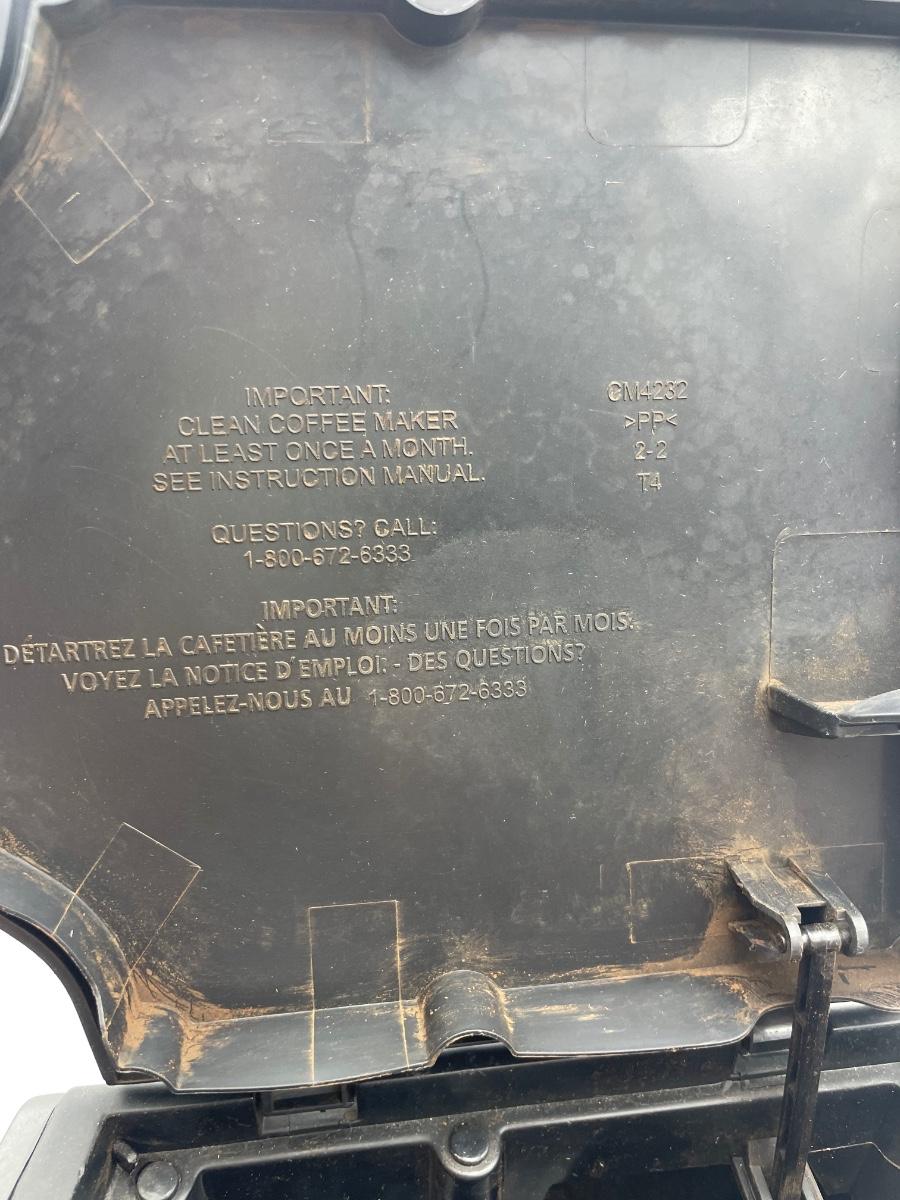 IMPORTANT:
CLEAN COFFEE MAKER
AT LEAST ONCE A MONTH.
SEE INSTRUCTION MANUAL.
QUESTIONS? CALL:
1-800-672-6333
IMPORTANT:
DÉTARTREZ LA CAFETIÈRE AU MOINS UNE FOIS PAR MOIS.
VOYEZ LA NOTICE D'EMPLOI. - DES QUESTIONS?
APPELEZ-NOUS AU 1-800-672-6333
CM4232
>PP<
2-2
T4